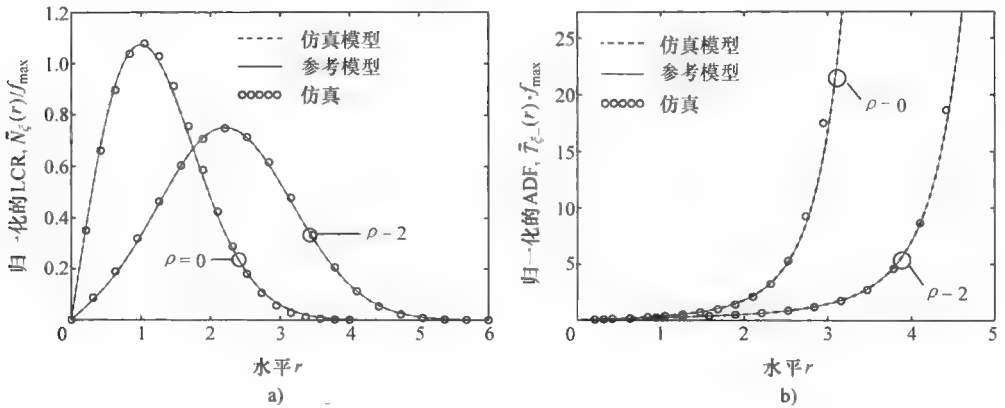 1.2
1.0
0.8
0.6
0.4
0.2
0
归一化的LCR, N̄ξ(r)/fmax
仿真模型
参考模型
仿真
ρ=0
ρ-2
0 1 2 3 4 5 6
水平r
a)
25
20
15
10
5
归一化的ADF, T̄ξ_(r)·fmax
仿真模型
参考模型
仿真
ρ-0
ρ-2
0 1 2 3 4 5
水平r
b)